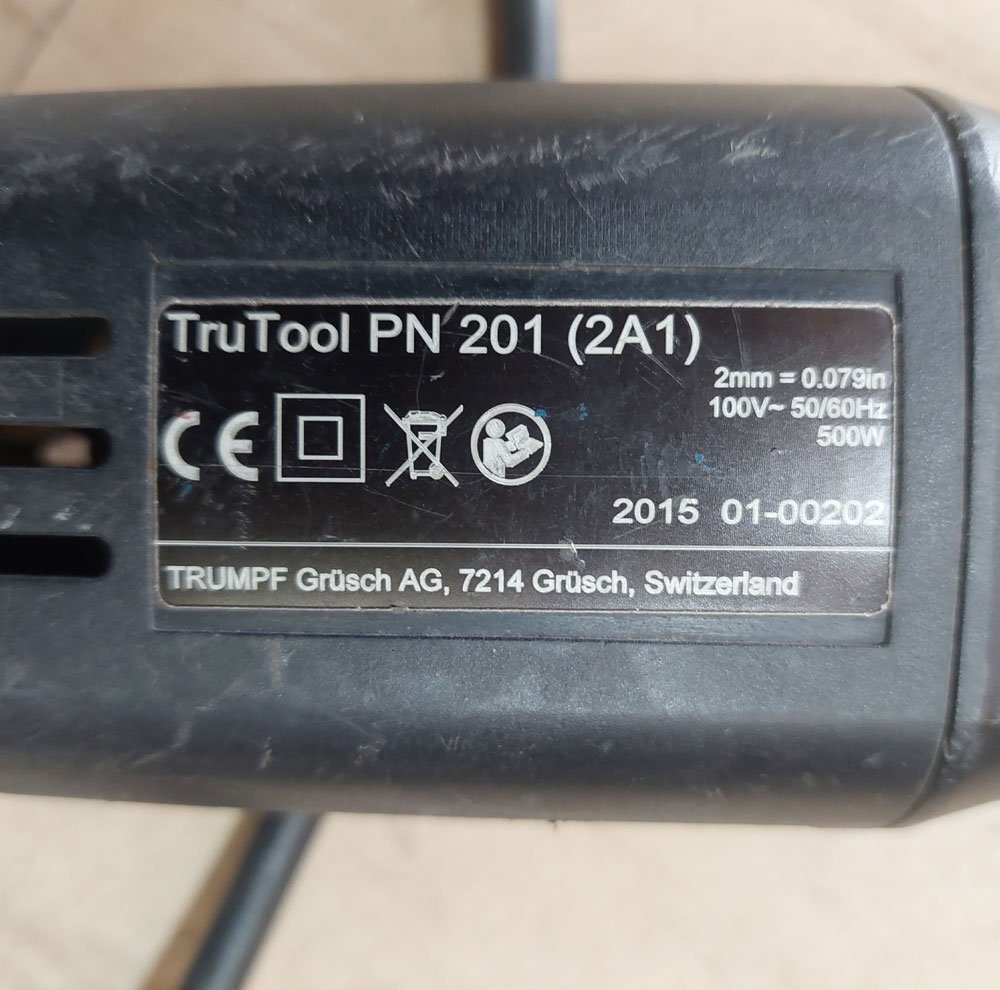 TruTool PN 201 (2A1)
2mm = 0.079in
100V~ 50/60Hz
500W
CE
2015 01-00202
TRUMPF Grüsch AG, 7214 Grüsch, Switzerland